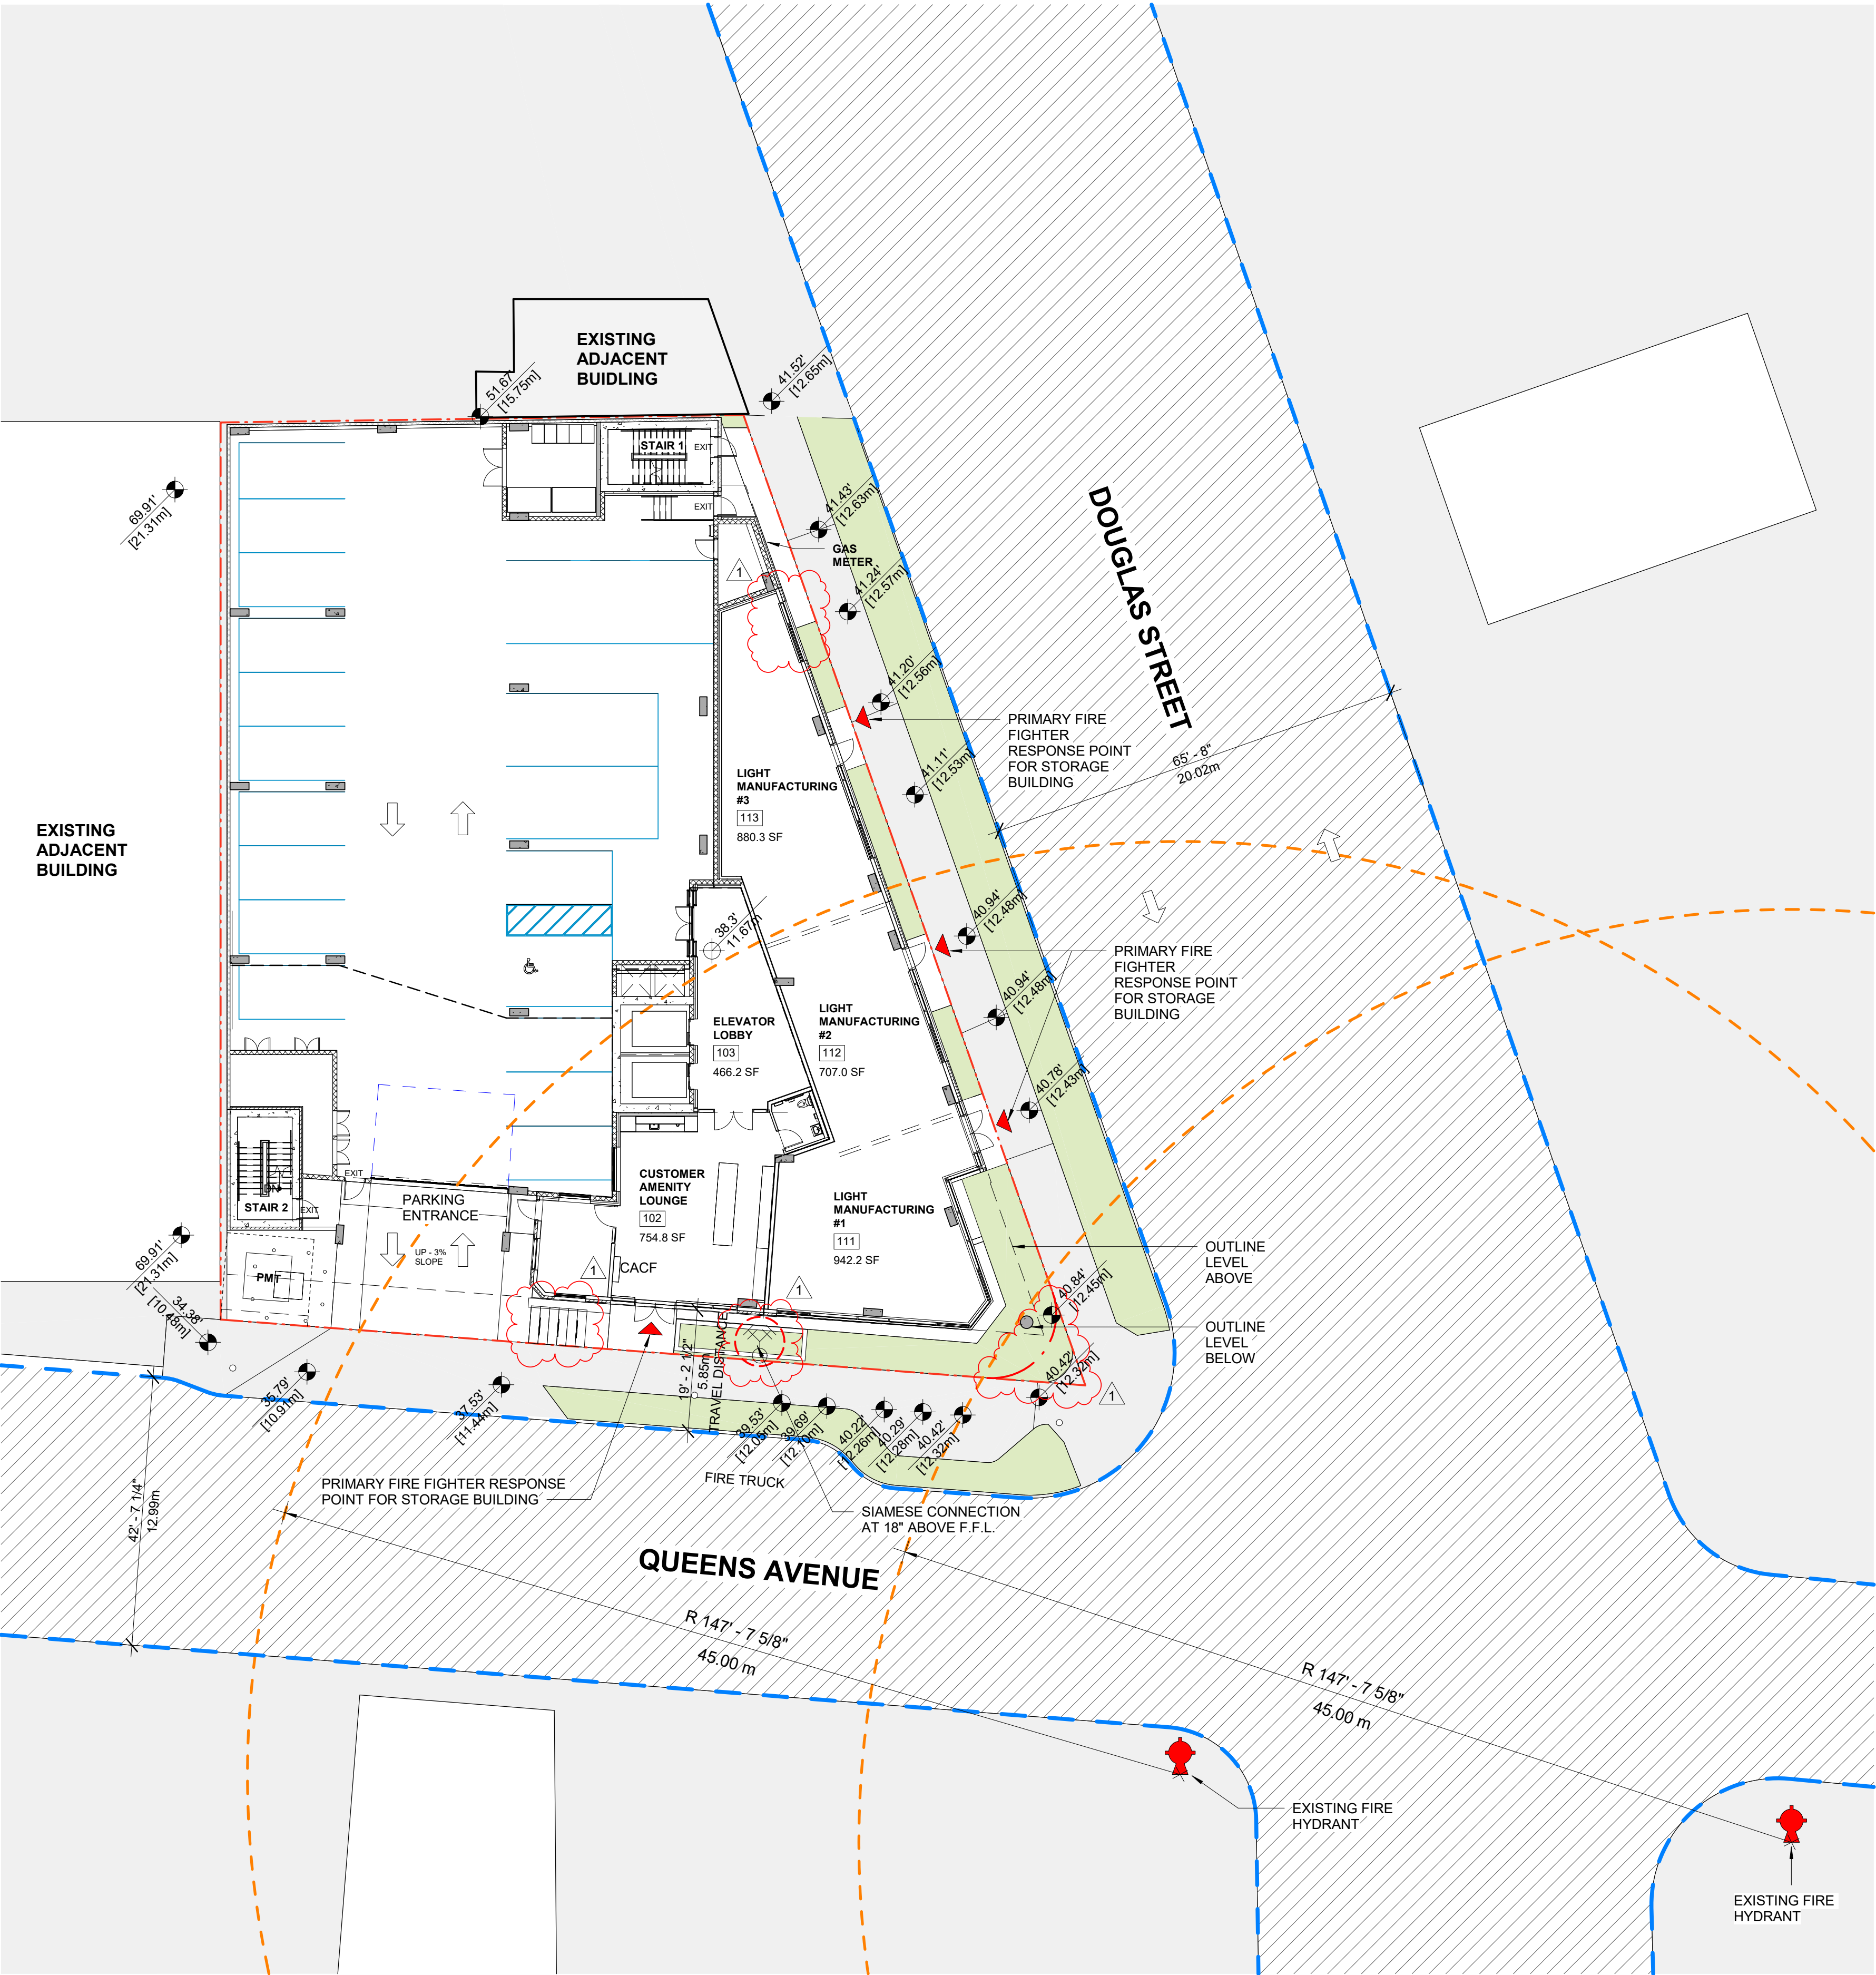 EXISTING
ADJACENT
BUIDLING
51.67'
[15.75m]
41.52'
[12.65m]
STAIR 1
EXIT
EXIT
69.91'
[21.31m]
41.43'
[12.63m]
GAS
METER
1
41.24'
[12.57m]
DOUGLAS STREET
41.20'
[12.56m]
PRIMARY FIRE
FIGHTER
RESPONSE POINT
FOR STORAGE
BUILDING
65' - 8"
20.02m
41.11'
[12.53m]
LIGHT
MANUFACTURING
#3
113
880.3 SF
EXISTING
ADJACENT
BUILDING
38.3'
11.67m
40.94'
[12.48m]
PRIMARY FIRE
FIGHTER
RESPONSE POINT
FOR STORAGE
BUILDING
40.94'
[12.48m]
ELEVATOR
LOBBY
103
466.2 SF
LIGHT
MANUFACTURING
#2
112
707.0 SF
40.78'
[12.43m]
EXIT
DN
STAIR 2
EXIT
PARKING
ENTRANCE
UP - 3%
SLOPE
CUSTOMER
AMENITY
LOUNGE
102
754.8 SF
LIGHT
MANUFACTURING
#1
111
942.2 SF
69.91'
[21.31m]
PMT
1
CACF
1
OUTLINE
LEVEL
ABOVE
40.84'
[12.45m]
OUTLINE
LEVEL
BELOW
34.38'
[10.48m]
35.79'
[10.91m]
37.53'
[11.44m]
19' - 2 1/2"
5.85m
TRAVEL DISTANCE
39.53'
[12.05m]
39.69'
[12.10m]
40.22'
[12.26m]
40.29'
[12.28m]
40.42'
[12.32m]
40.42'
[12.32m]
1
FIRE TRUCK
PRIMARY FIRE FIGHTER RESPONSE
POINT FOR STORAGE BUILDING
SIAMESE CONNECTION
AT 18" ABOVE F.F.L.
42' - 7 1/4"
12.99m
QUEENS AVENUE
R 147' - 7 5/8"
45.00 m
R 147' - 7 5/8"
45.00 m
EXISTING FIRE
HYDRANT
EXISTING FIRE
HYDRANT